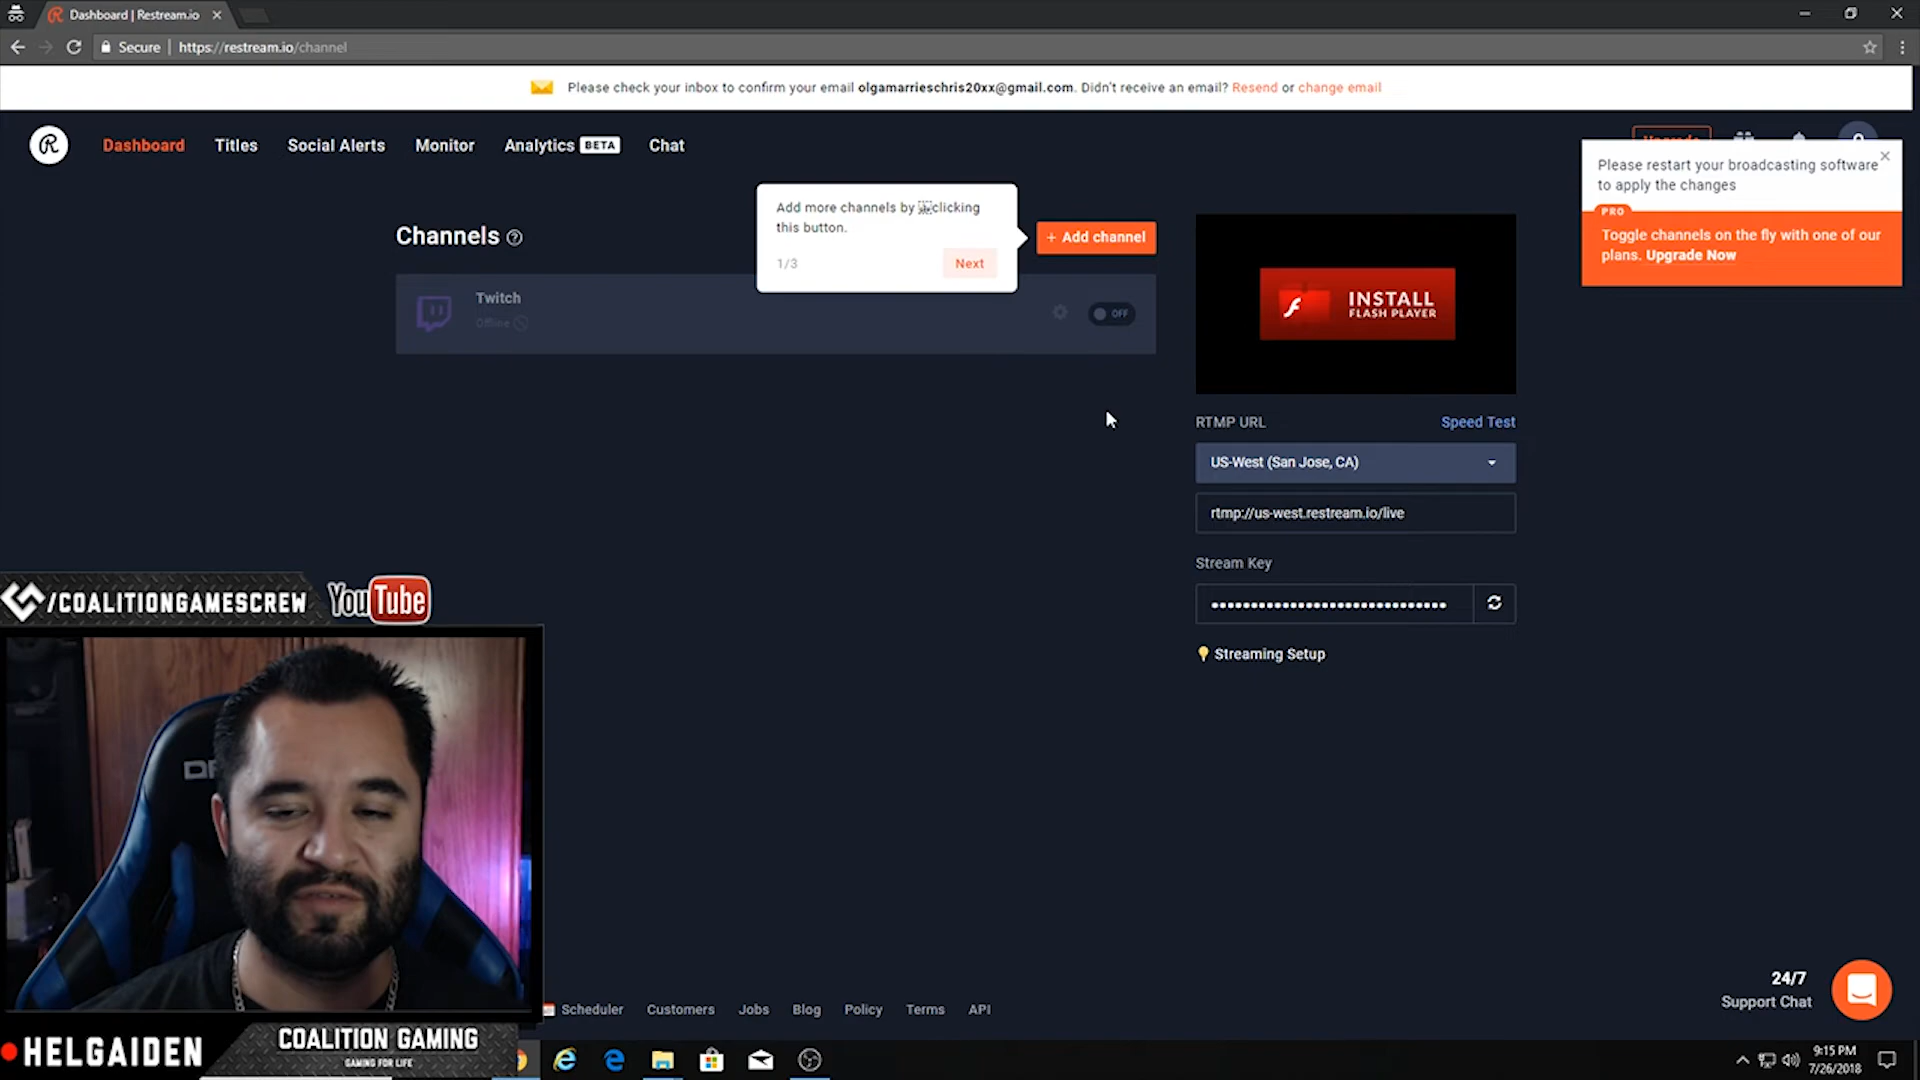 Dashboard | Restream.io
Secure | https://restream.io/channel
Please check your inbox to confirm your email olgamarrieschris20xx@gmail.com. Didn't receive an email? Resend or change email
Dashboard
Titles
Social Alerts
Monitor
Analytics BETA
Chat
Please restart your broadcasting software
to apply the changes
PRO
Toggle channels on the fly with one of our
plans. Upgrade Now
Add more channels by clicking
this button.
1/3
Next
Channels
+ Add channel
Twitch
Offline
OFF
INSTALL
FLASH PLAYER
RTMP URL
Speed Test
US-West (San Jose, CA)
rtmp://us-west.restream.io/live
Stream Key
Streaming Setup
/COALITIONGAMESCREW
YouTube
24/7
Support Chat
Scheduler
Customers
Jobs
Blog
Policy
Terms
API
HELGAIDEN
COALITION GAMING
GAMING FOR LIFE
9:15 PM
7/26/2018